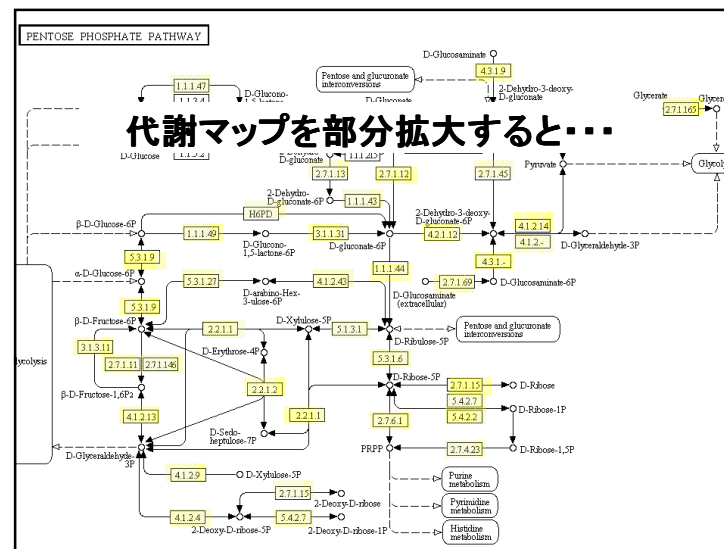 PENTOSE PHOSPHATE PATHWAY
D-Glucosaminate
Pentose and glucuronate
interconversions
4.3.1.9
2-Dehydro-3-deoxy-
D-gluconate
1.1.1.47
D-Glucono-
Glycerate
2.7.1.165
代謝マップを部分拡大すると・・・
D-Glucose
D-gluconate
2.7.1.13
2.7.1.12
2.7.1.45
Pyruvate
2-Dehydro-
D-gluconate-6P
1.1.1.43
2-Dehydro-3-deoxy-
D-gluconate-6P
H6PD
β-D-Glucose-6P
1.1.1.49
D-Glucono-
1,5-lactone-6P
3.1.1.31
D-gluconate-6P
4.2.1.12
4.1.2.14
4.1.2.-
D-Glyceraldehyde-3P
5.3.1.9
1.1.1.44
4.3.1.-
α-D-Glucose-6P
5.3.1.27
D-arabino-Hex-
3-ulose-6P
4.1.2.43
D-Glucosaminate
(extracellular)
2.7.1.69
D-Glucosaminate-6P
5.3.1.9
β-D-Fructose-6P
2.2.1.1
D-Xylulose-5P
5.1.3.1
D-Ribulose-5P
Pentose and glucuronate
interconversions
3.1.3.11
2.7.1.11
2.7.1.146
D-Erythrose-4P
5.3.1.6
β-D-Fructose-1,6P2
2.2.1.2
D-Ribose-5P
2.7.1.15
D-Ribose
5.4.2.7
5.4.2.2
D-Ribose-1P
4.1.2.13
D-Sedo-
heptulose-7P
2.2.1.1
2.7.6.1
D-Glyceraldehyde-
3P
PRPP
2.7.4.23
D-Ribose-1,5P
4.1.2.9
D-Xylulose-5P
Purine
metabolism
2.7.1.15
2-Deoxy-D-ribose
Pyrimidine
metabolism
4.1.2.4
2-Deoxy-D-ribose-5P
5.4.2.7
2-Deoxy-D-ribose-1P
Histidine
metabolism